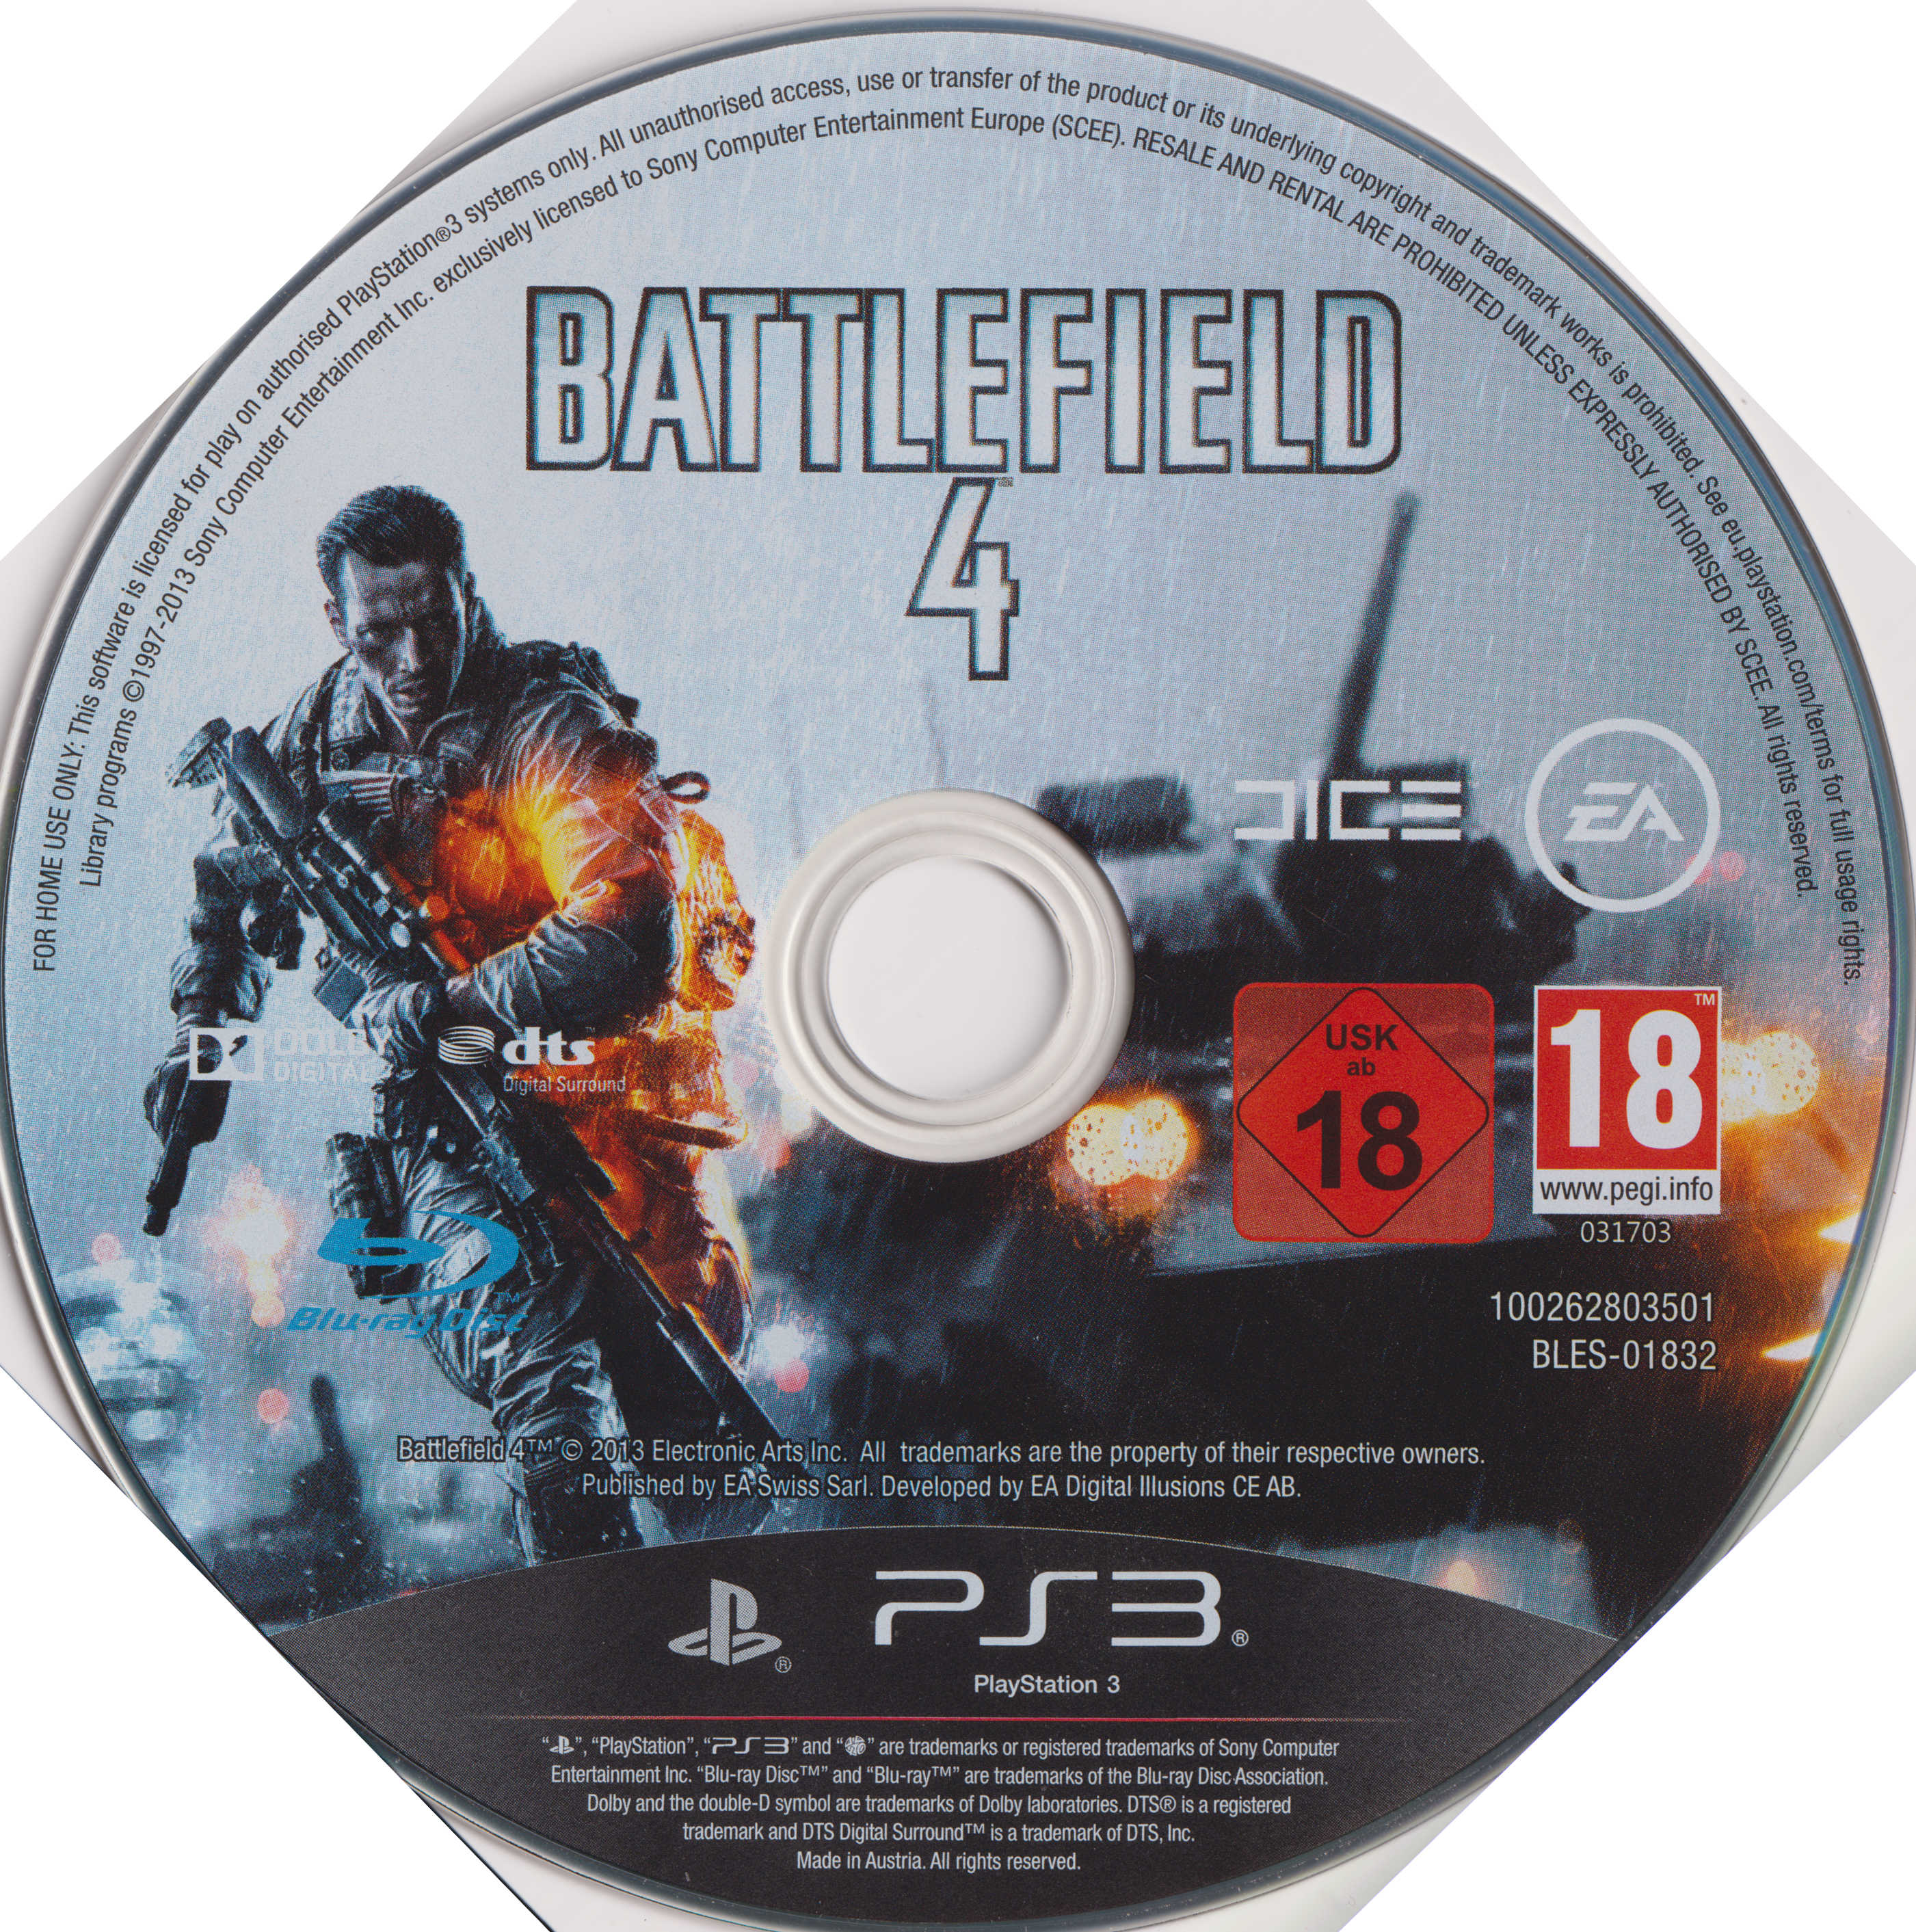 FOR HOME USE ONLY: This software is licensed for play on authorised PlayStation®3 systems only. All unauthorised access, use or transfer of the product or its underlying copyright and trademark works is prohibited. See eu.playstation.com/terms for full usage rights.
Library programs ©1997-2013 Sony Computer Entertainment Inc. exclusively licensed to Sony Computer Entertainment Europe (SCEE). RESALE AND RENTAL ARE PROHIBITED UNLESS EXPRESSLY AUTHORISED BY SCEE. All rights reserved.
BATTLEFIELD
4™
DICE
EA
DOLBY
DIGITAL
dts™
Digital Surround
USK
ab
18
18™
www.pegi.info
031703
Blu-ray Disc™
100262803501
BLES-01832
Battlefield 4™ © 2013 Electronic Arts Inc. All trademarks are the property of their respective owners.
Published by EA Swiss Sarl. Developed by EA Digital Illusions CE AB.
® PS3®
PlayStation 3
“ ”, “PlayStation”, “PS3” and “ ” are trademarks or registered trademarks of Sony Computer
Entertainment Inc. “Blu-ray Disc™” and “Blu-ray™” are trademarks of the Blu-ray Disc Association.
Dolby and the double-D symbol are trademarks of Dolby laboratories. DTS® is a registered
trademark and DTS Digital Surround™ is a trademark of DTS, Inc.
Made in Austria. All rights reserved.